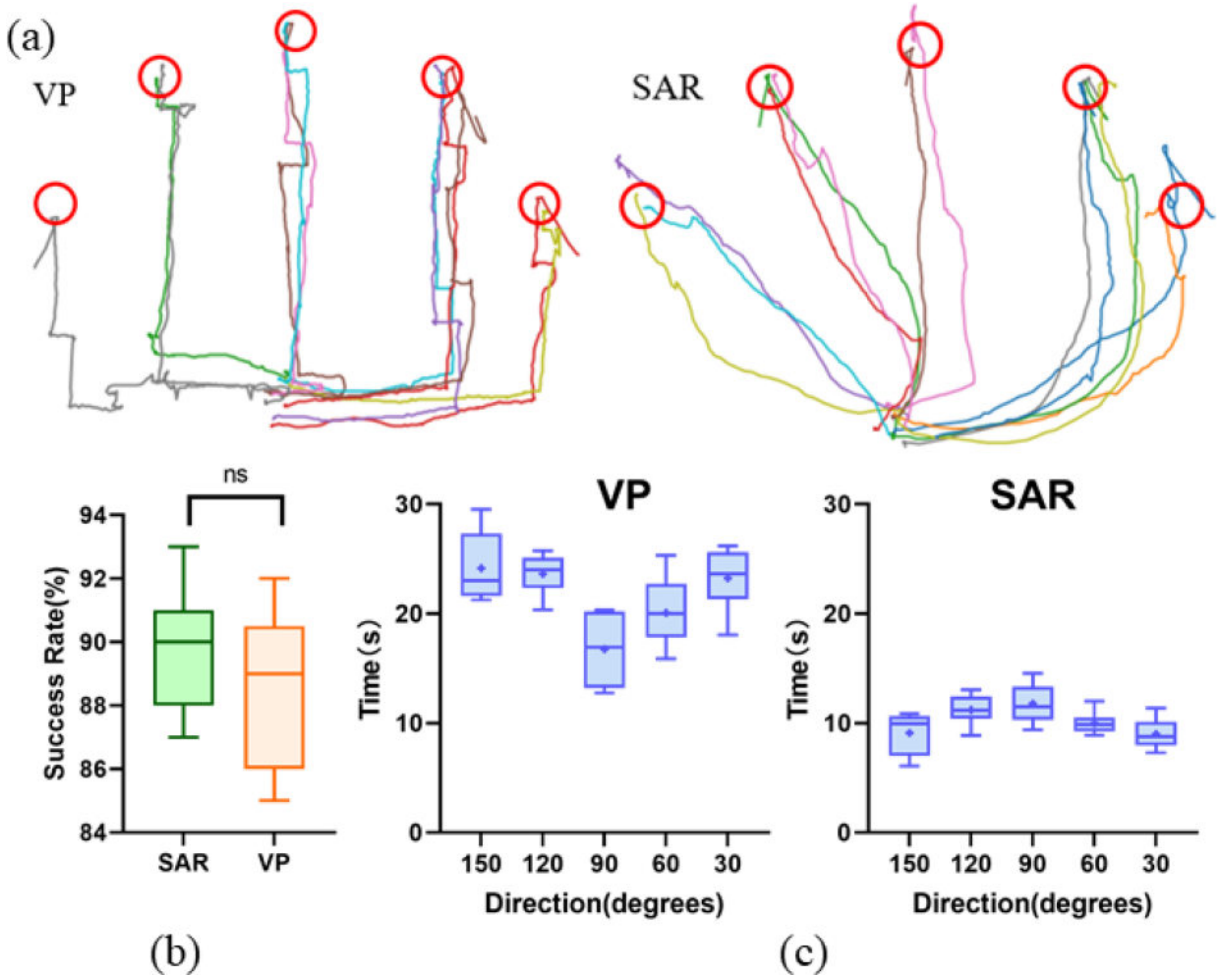 (a)
VP
SAR
ns
Success Rate(%)
94
92
90
88
86
84
SAR VP
(b)
VP
Time(s)
30
20
10
0
150 120 90 60 30
Direction(degrees)
SAR
Time(s)
30
20
10
0
150 120 90 60 30
Direction(degrees)
(c)